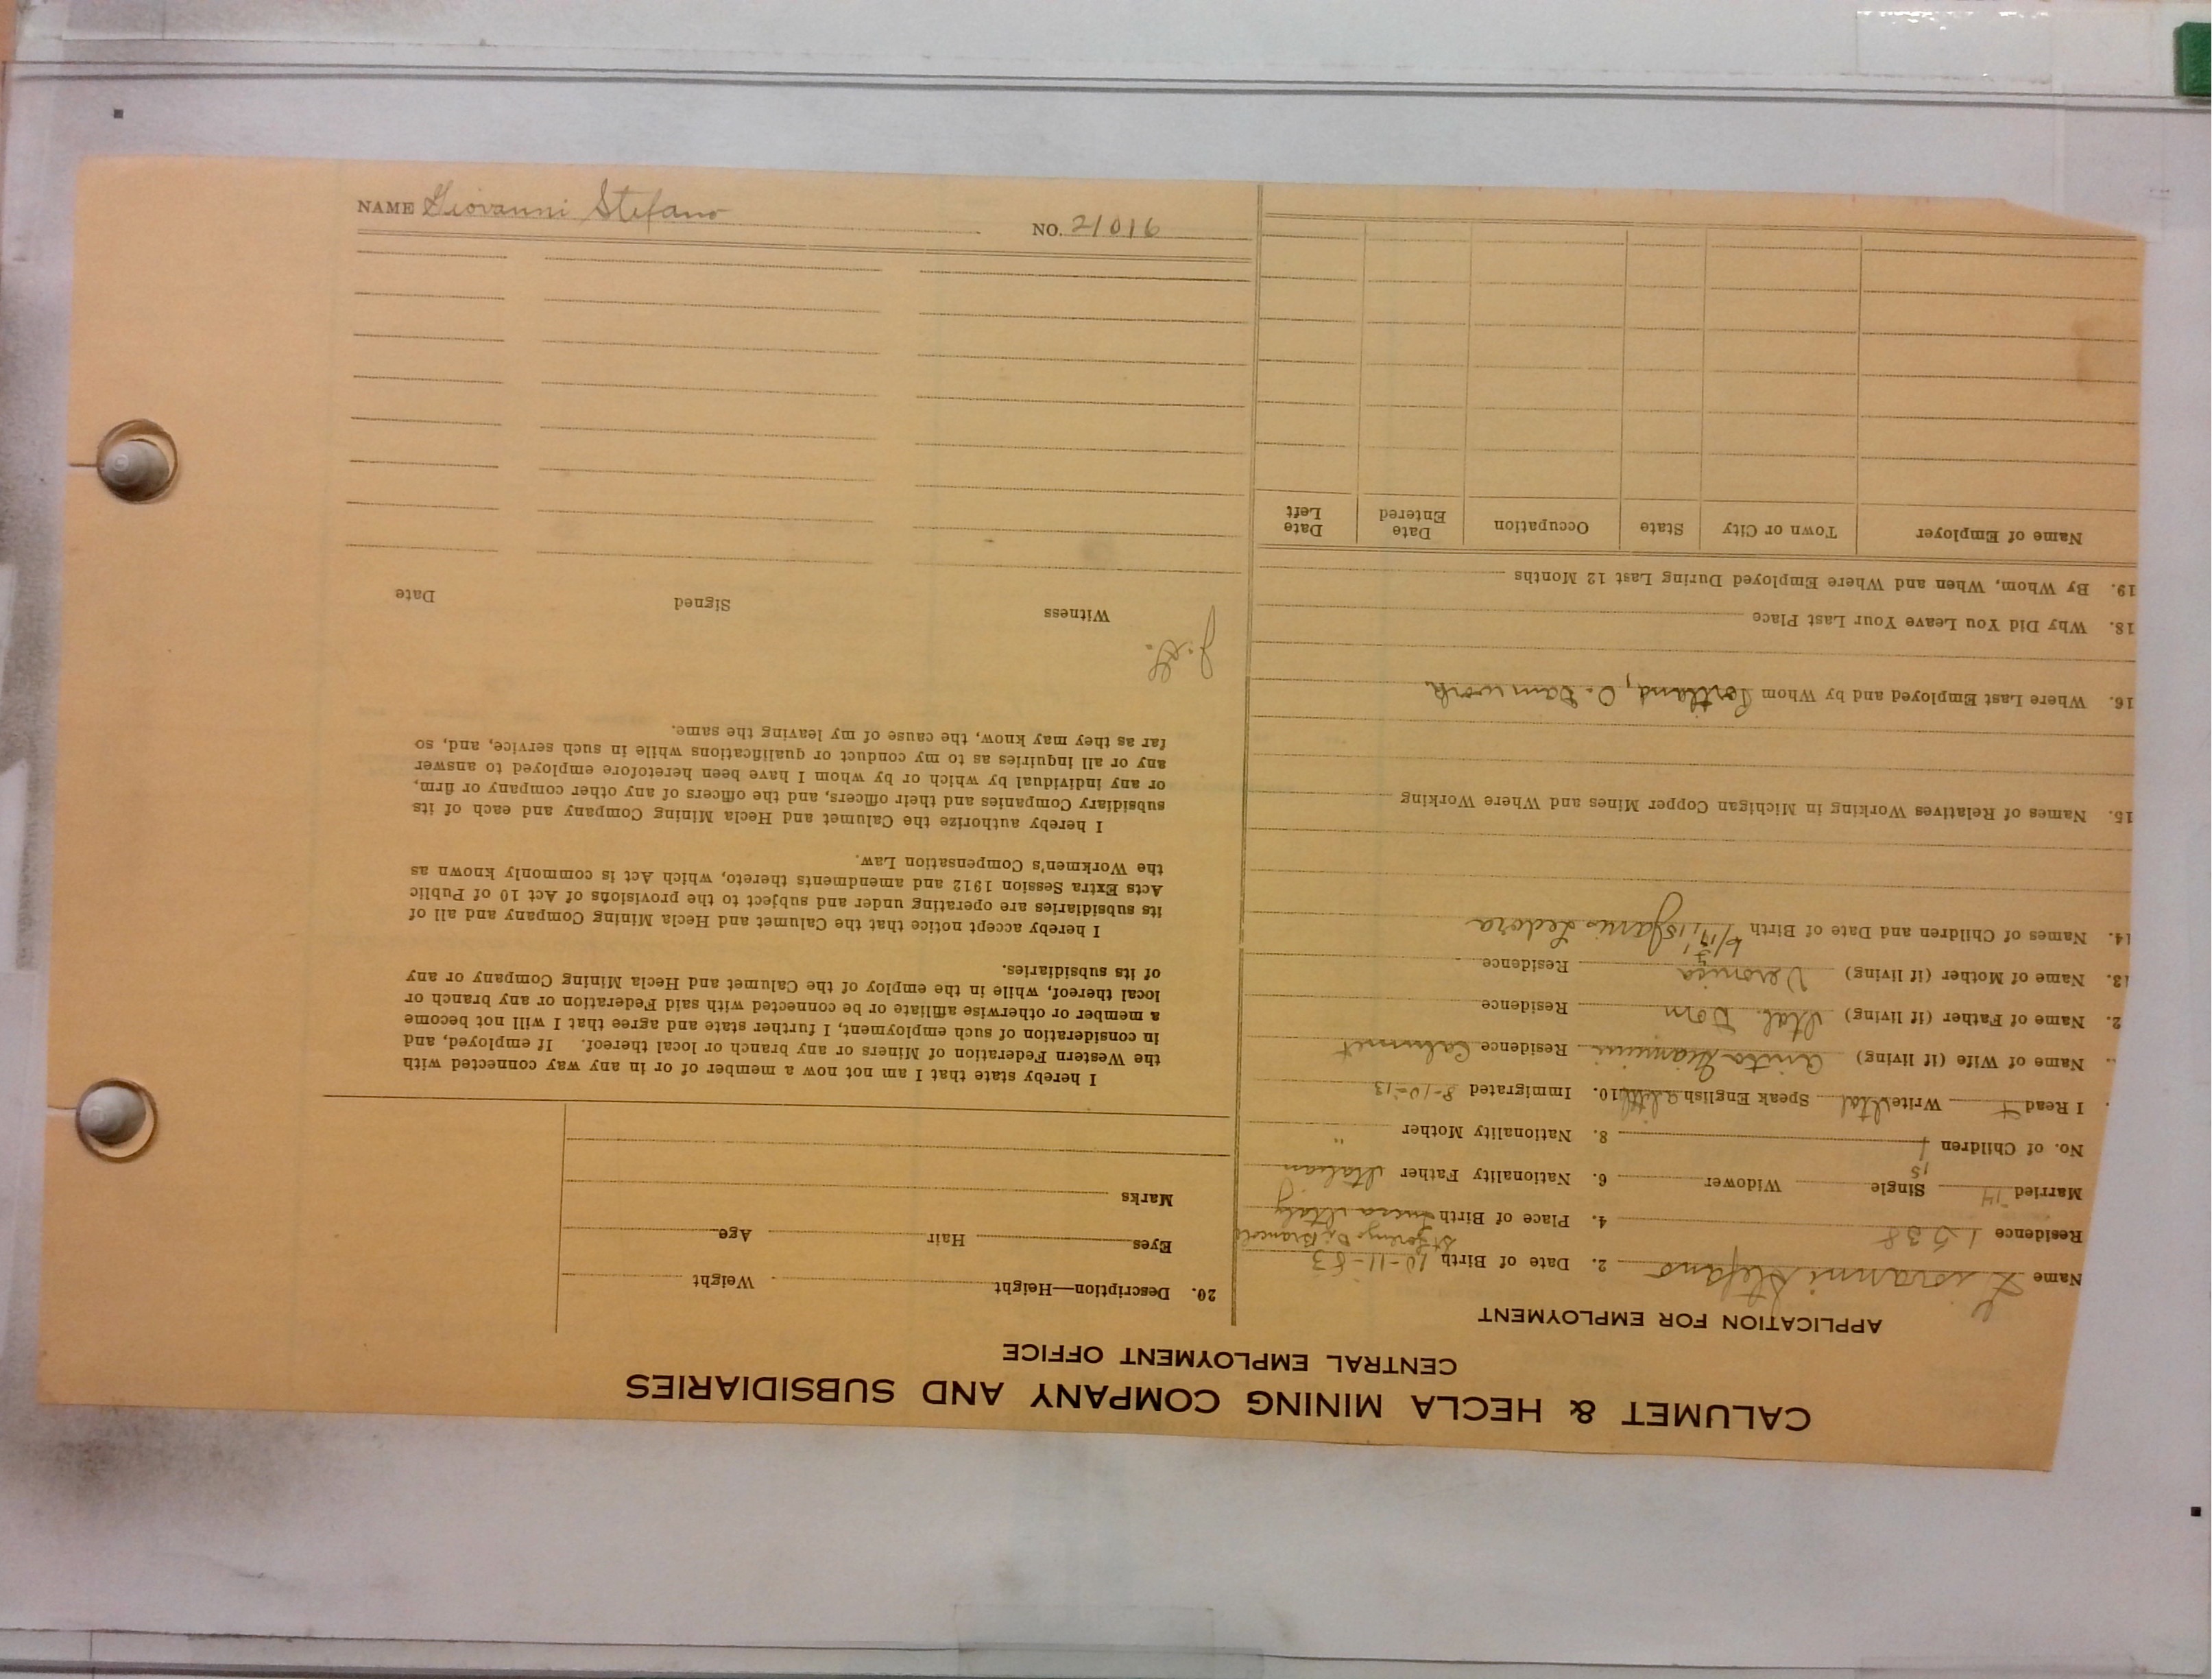 NAME Giovanni Stefano NO. 21016
CALUMET & HECLA MINING COMPANY AND SUBSIDIARIES
CENTRAL EMPLOYMENT OFFICE
APPLICATION FOR EMPLOYMENT
Name Giovanni Stefano 2. Date of Birth 10-11-83
Residence 1538 4. Place of Birth Lucca Italy
Married 14 Single Widower 6. Nationality Father Italian
15
No. of Children 1 8. Nationality Mother "
I Read + Write Ital Speak English a little 10. Immigrated 8-10-13
Name of Wife (if living) Residence Calumet
2. Name of Father (if living) Ital. Dom Residence
13. Name of Mother (if living) Veronica Residence
14. Names of Children and Date of Birth
15. Names of Relatives Working in Michigan Copper Mines and Where Working
16. Where Last Employed and by Whom Portland, O. Dam work
18. Why Did You Leave Your Last Place
19. By Whom, When and Where Employed During Last 12 Months
Name of Employer Town or City State Occupation Date Entered Date Left
20. Description—Height Weight
Eyes Hair Age
Marks
I hereby state that I am not now a member of or in any way connected with
the Western Federation of Miners or any branch or local thereof. If employed, and
in consideration of such employment, I further state and agree that I will not become
a member or otherwise affiliate or be connected with said Federation or any branch or
local thereof, while in the employ of the Calumet and Hecla Mining Company or any
of its subsidiaries.
I hereby accept notice that the Calumet and Hecla Mining Company and all of
its subsidiaries are operating under and subject to the provisions of Act 10 of Public
Acts Extra Session 1912 and amendments thereto, which Act is commonly known as
the Workmen's Compensation Law.
I hereby authorize the Calumet and Hecla Mining Company and each of its
subsidiary Companies and their officers, and the officers of any other company or firm,
or any individual by which or by whom I have been heretofore employed to answer
any or all inquiries as to my conduct or qualifications while in such service, and, so
far as they may know, the cause of my leaving the same.
J. G.
Witness Signed Date